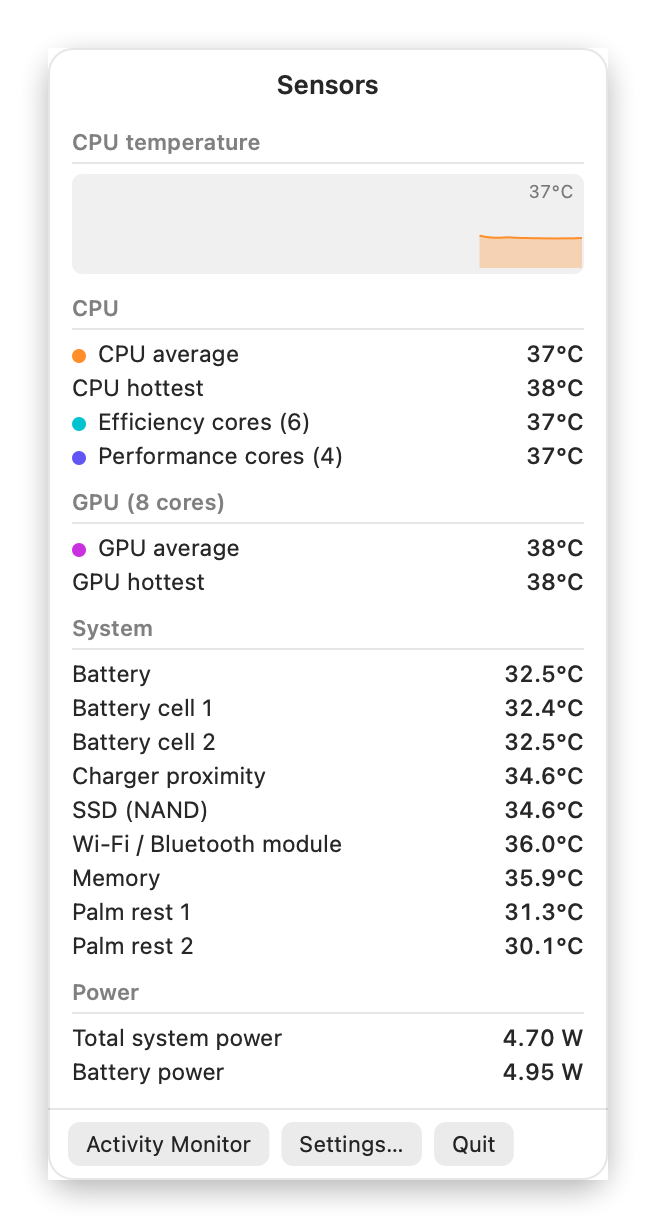 Sensors
CPU temperature
37°C
CPU
CPU average 37°C
CPU hottest 38°C
Efficiency cores (6) 37°C
Performance cores (4) 37°C
GPU (8 cores)
GPU average 38°C
GPU hottest 38°C
System
Battery 32.5°C
Battery cell 1 32.4°C
Battery cell 2 32.5°C
Charger proximity 34.6°C
SSD (NAND) 34.6°C
Wi-Fi / Bluetooth module 36.0°C
Memory 35.9°C
Palm rest 1 31.3°C
Palm rest 2 30.1°C
Power
Total system power 4.70 W
Battery power 4.95 W
Activity Monitor Settings... Quit